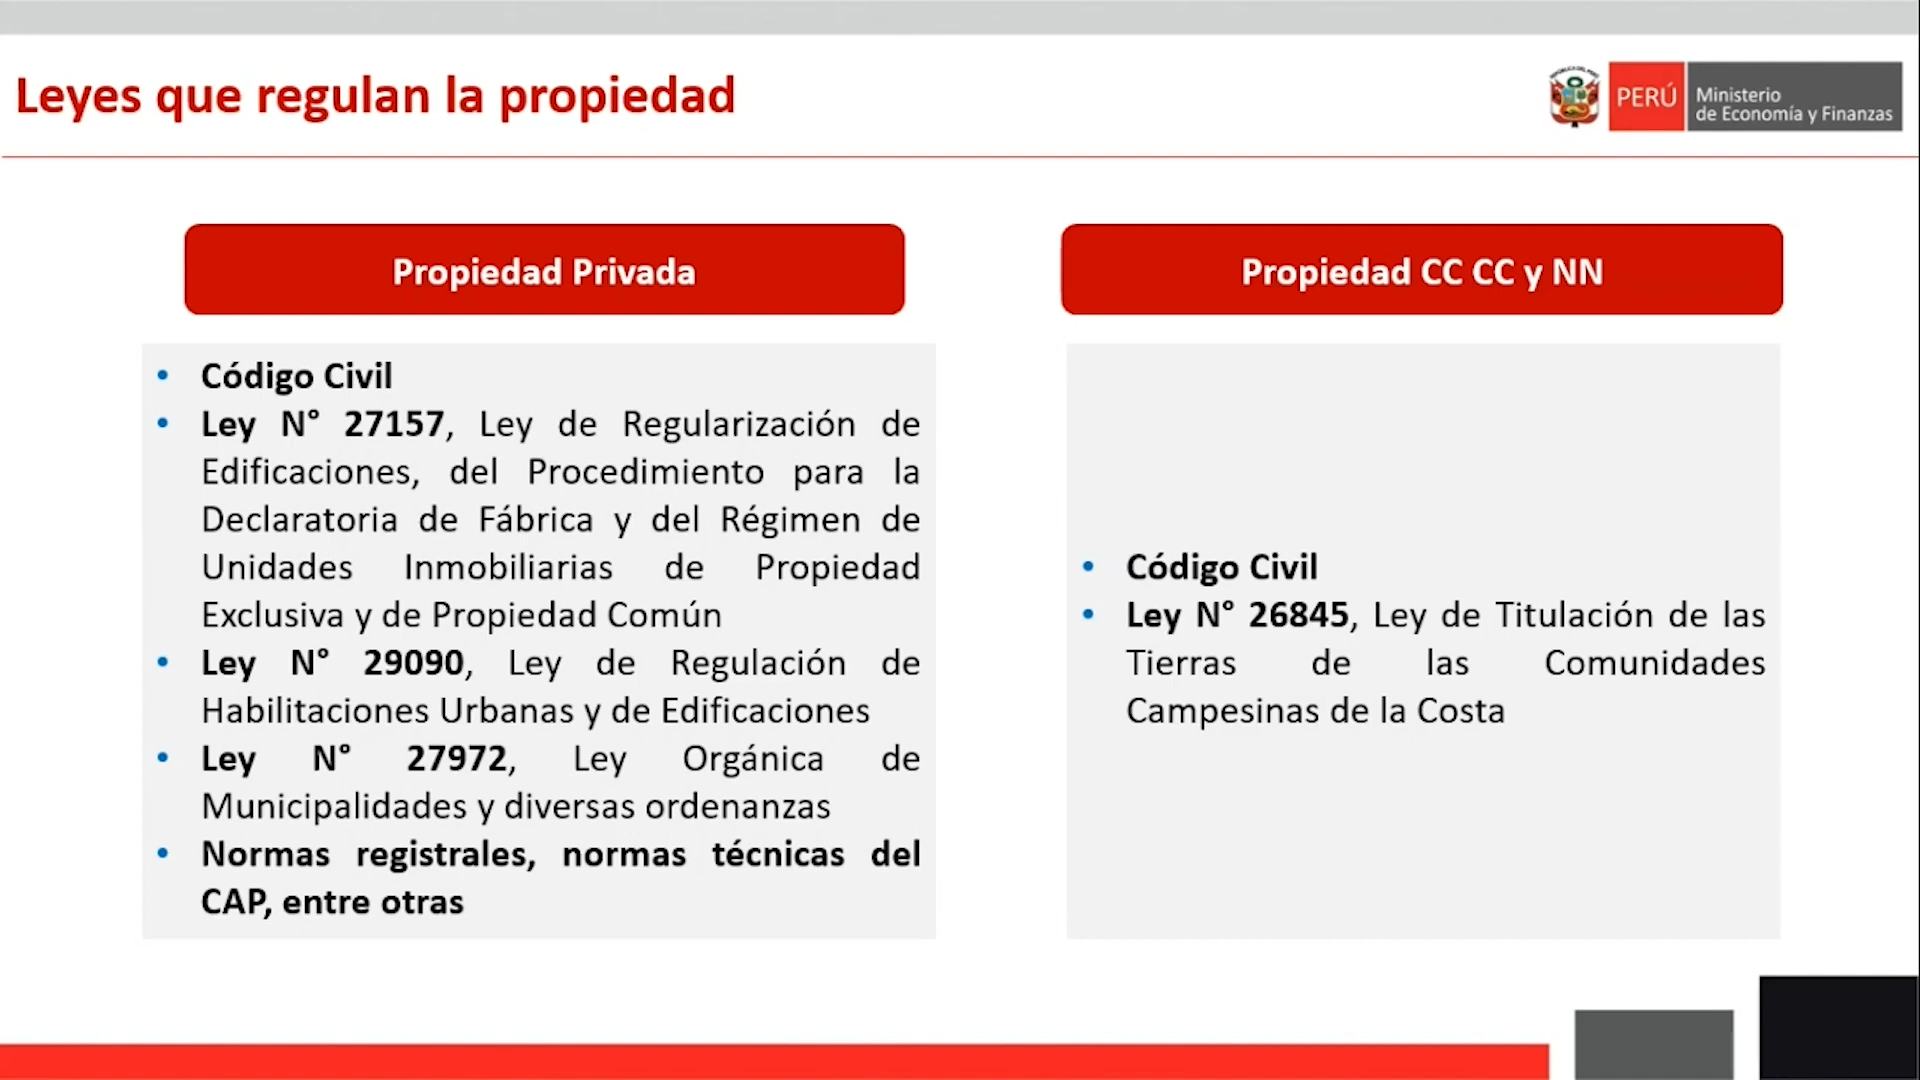 Leyes que regulan la propiedad
PERÚ
Ministerio
de Economía y Finanzas
Propiedad Privada
• Código Civil
• Ley N° 27157, Ley de Regularización de
Edificaciones, del Procedimiento para la
Declaratoria de Fábrica y del Régimen de
Unidades Inmobiliarias de Propiedad
Exclusiva y de Propiedad Común
• Ley N° 29090, Ley de Regulación de
Habilitaciones Urbanas y de Edificaciones
• Ley N° 27972, Ley Orgánica de
Municipalidades y diversas ordenanzas
• Normas registrales, normas técnicas del
CAP, entre otras
Propiedad CC CC y NN
• Código Civil
• Ley N° 26845, Ley de Titulación de las
Tierras de las Comunidades
Campesinas de la Costa